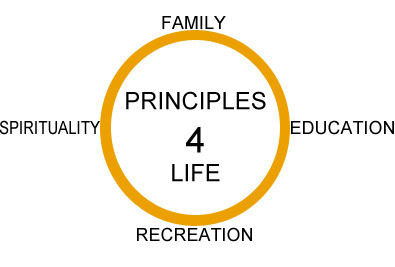 FAMILY
PRINCIPLES
4
SPIRITUALITY
EDUCATION
LIFE
RECREATION